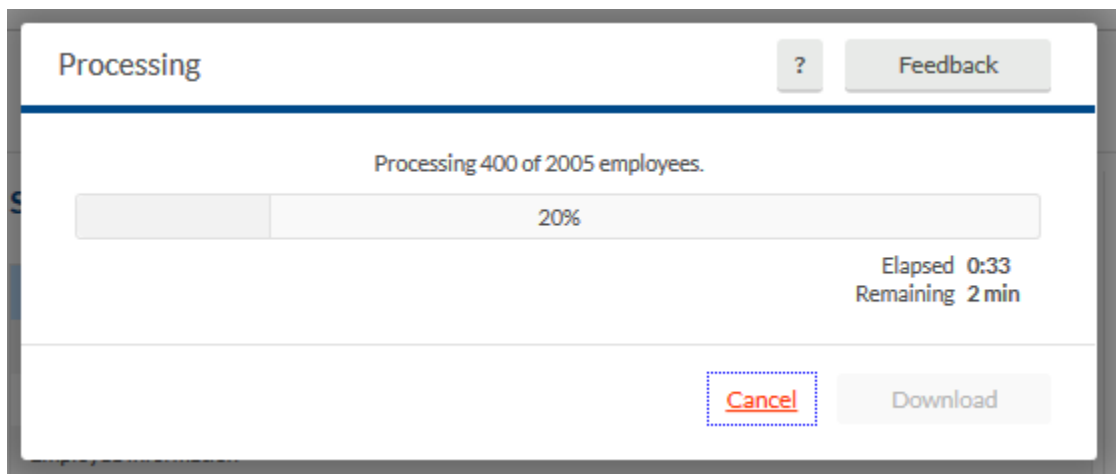 Processing
?
Feedback
Processing 400 of 2005 employees.
20%
Elapsed 0:33
Remaining 2 min
Cancel
Download